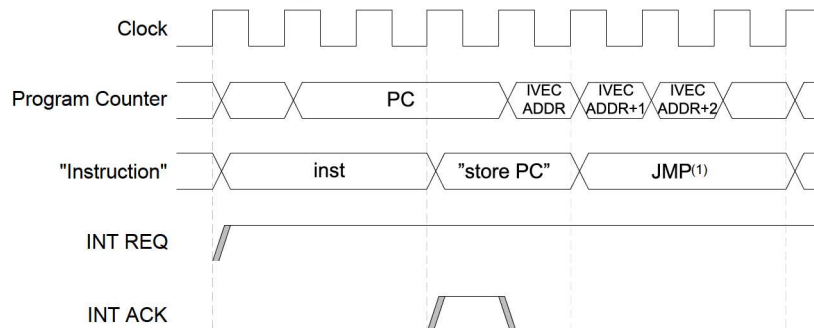 Clock
Program Counter
PC
IVEC
ADDR
IVEC
ADDR+1
IVEC
ADDR+2
"Instruction"
inst
"store PC"
JMP(1)
INT REQ
INT ACK